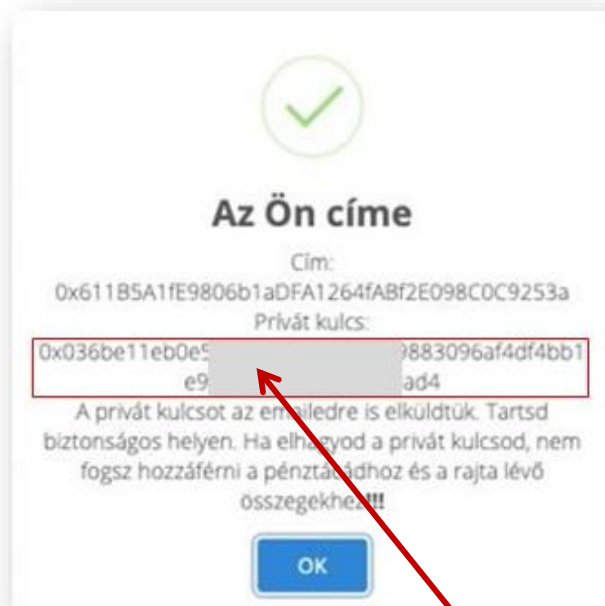 Az Ön címe
Cím:
0x611B5A1fE9806b1aDFA1264fABf2E098C0C9253a
Privát kulcs:
0x036be11eb0e5 9883096af4df4bb1
e9 ad4
A privát kulcsot az emailedre is elküldtük. Tartsd
biztonságos helyen. Ha elhagyod a privát kulcsod, nem
fogsz hozzáférni a pénztácádhoz és a rajta lévő
összegekhez!!!
OK